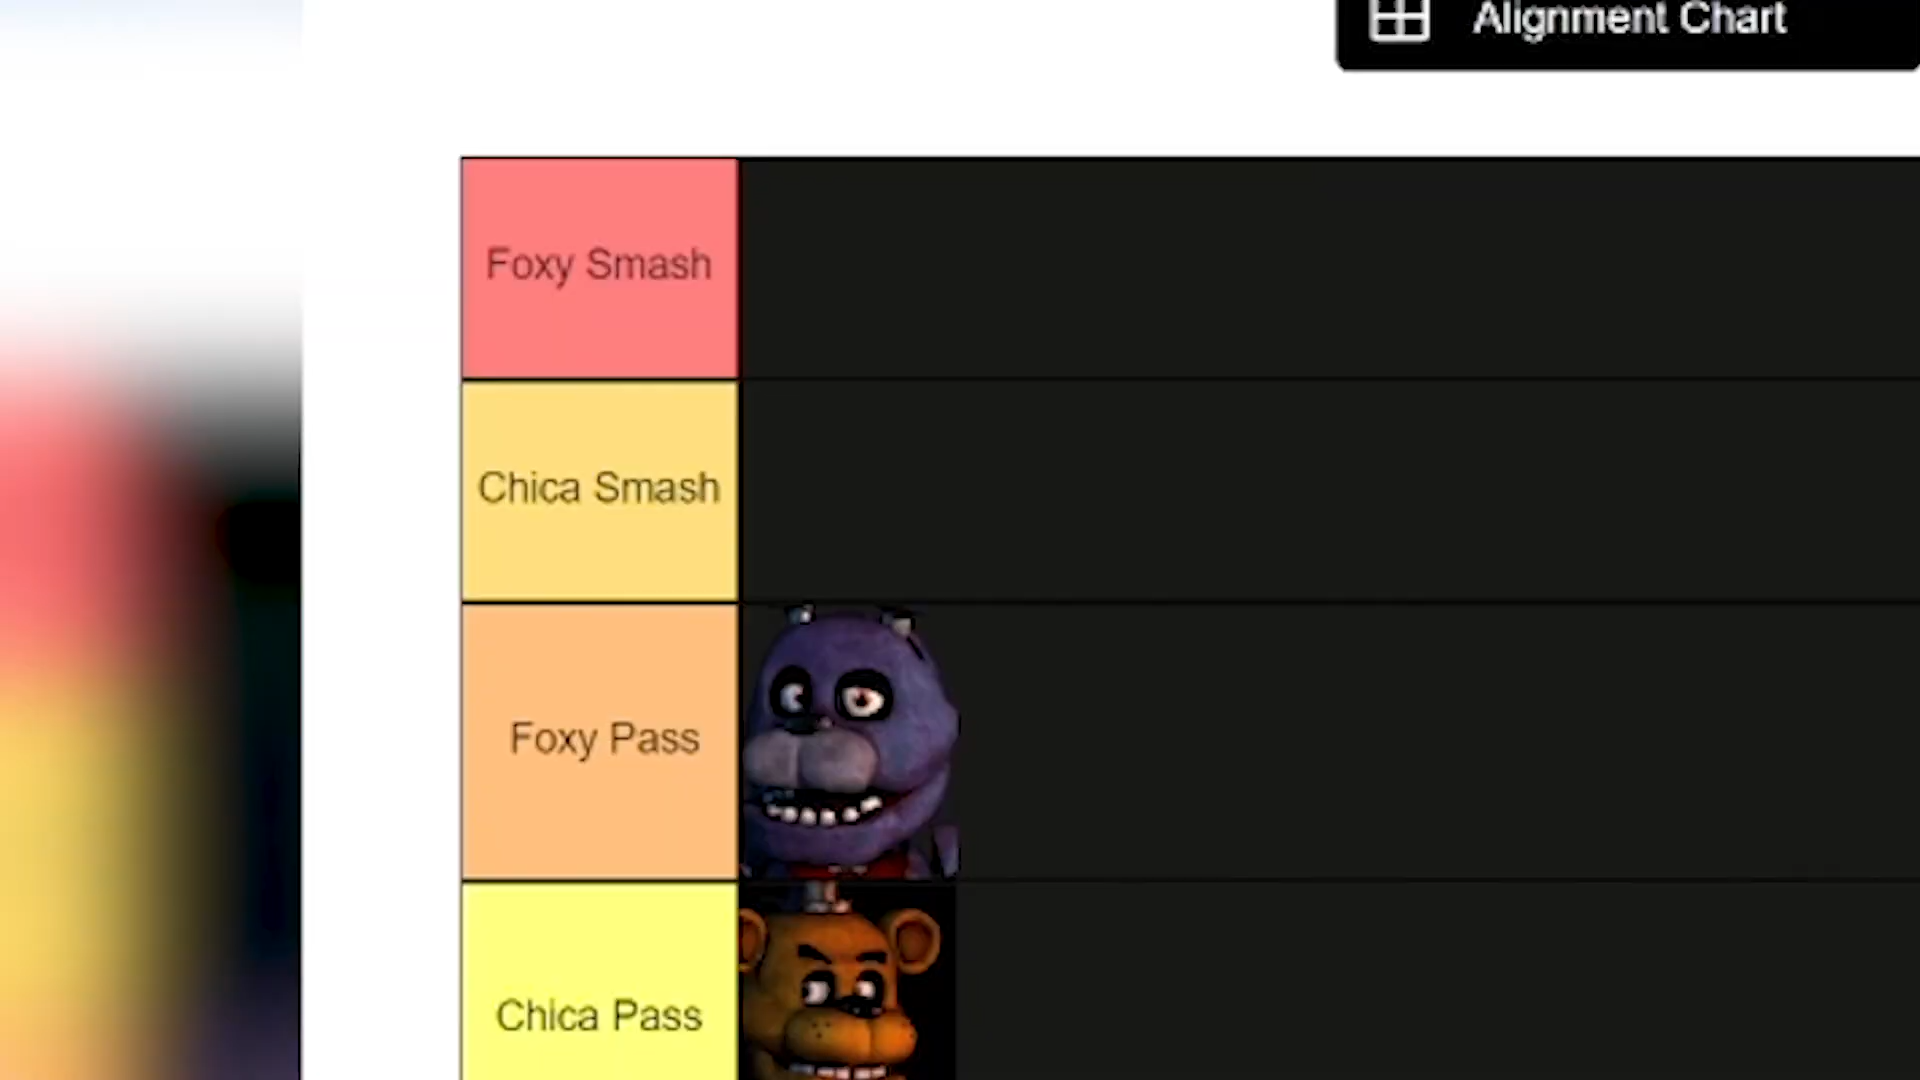 Alignment Chart
Foxy Smash
Chica Smash
Foxy Pass
Chica Pass